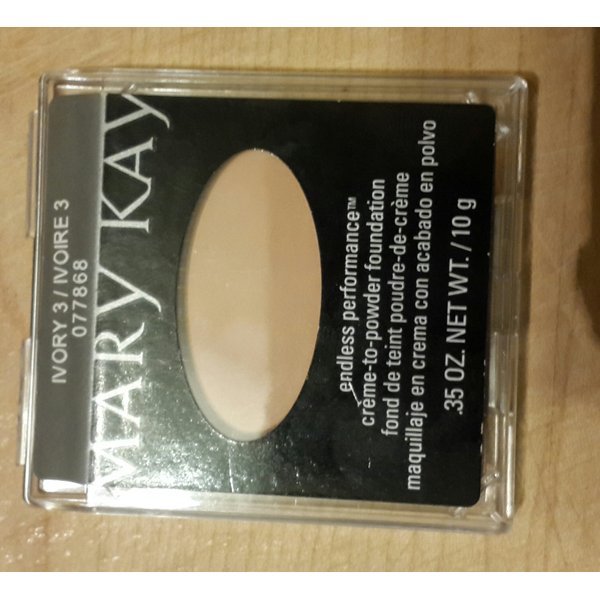 IVORY 3 / IVOIRE 3
077868
MARY KAY
endless performance™
crème-to-powder foundation
fond de teint poudre-de-crème
maquillaje en crema con acabado en polvo
.35 OZ. NET WT. / 10 g